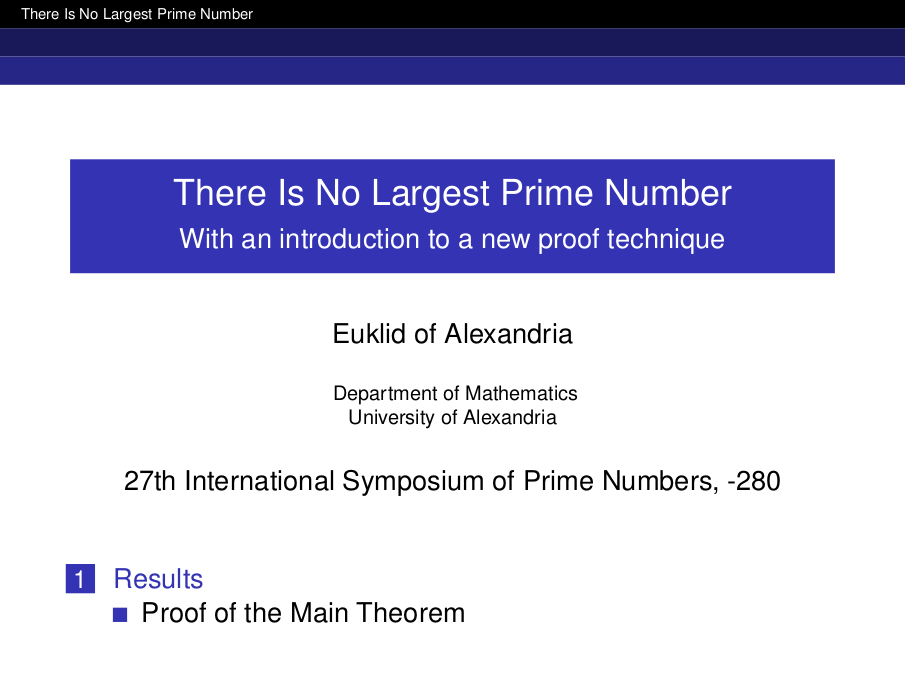 There Is No Largest Prime Number
There Is No Largest Prime Number
With an introduction to a new proof technique
Euklid of Alexandria
Department of Mathematics
University of Alexandria
27th International Symposium of Prime Numbers, -280
1 Results
Proof of the Main Theorem